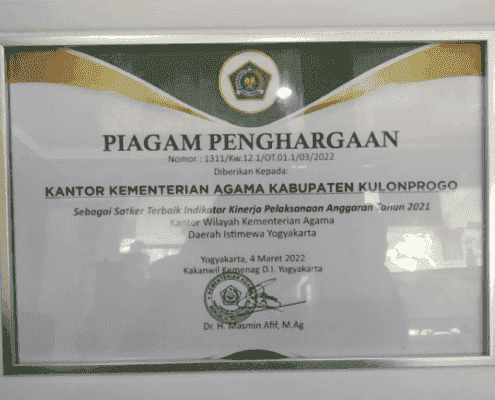 PIAGAM PENGHARGAAN
Nomor : 1311/Kw.12.1/OT.01.1/03/2022
Diberikan Kepada:
KANTOR KEMENTERIAN AGAMA KABUPATEN KULONPROGO
Sebagai Satker Terbaik Indikator Kinerja Pelaksanaan Anggaran Tahun 2021
Kantor Wilayah Kementerian Agama
Daerah Istimewa Yogyakarta
Yogyakarta, 4 Maret 2022
Kakanwil Kemenag D.I. Yogyakarta
KEMENTERIAN AGAMA
Dr. H. Masmin Afif, M.Ag